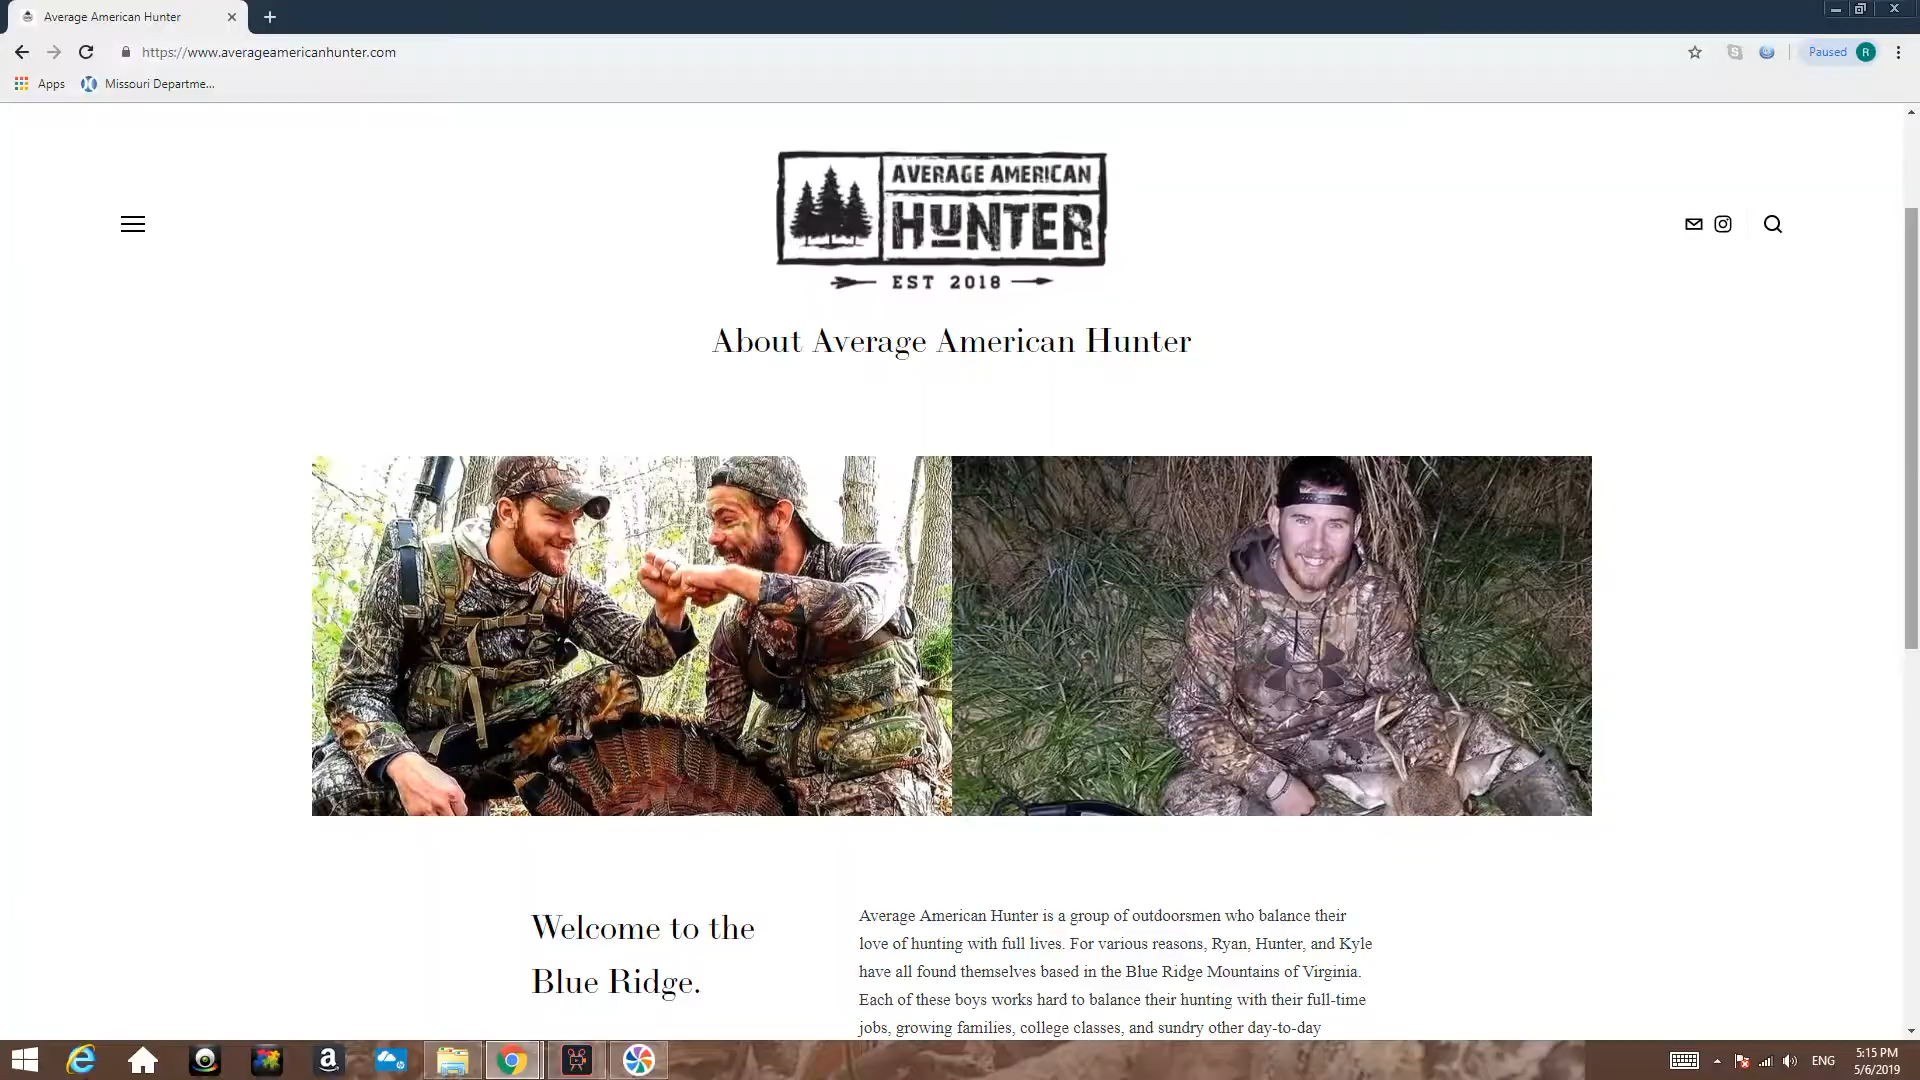 Average American Hunter
https://www.averageamericanhunter.com
Paused R
Apps Missouri Departme...
AVERAGE AMERICAN
HUNTER
EST 2018
About Average American Hunter
Welcome to the
Blue Ridge.
Average American Hunter is a group of outdoorsmen who balance their
love of hunting with full lives. For various reasons, Ryan, Hunter, and Kyle
have all found themselves based in the Blue Ridge Mountains of Virginia.
Each of these boys works hard to balance their hunting with their full-time
jobs, growing families, college classes, and sundry other day-to-day
ENG
5:15 PM
5/6/2019